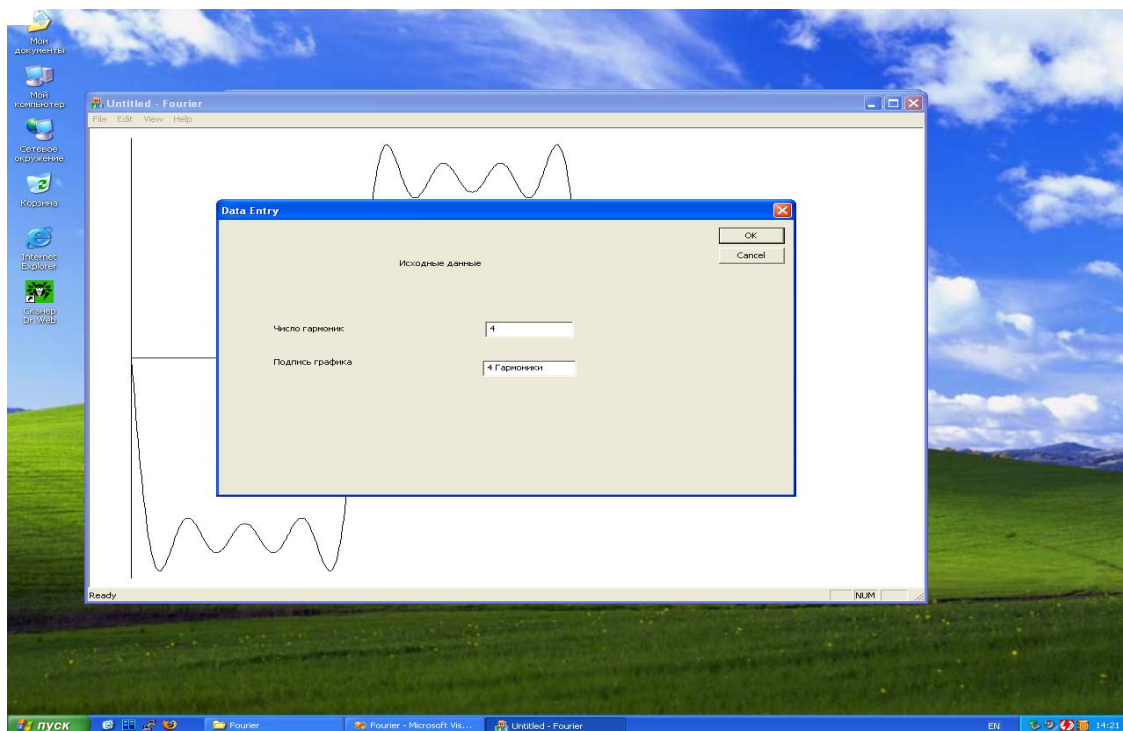 Мои
документы
Мой
компьютер
Сетевое
окружение
Корзина
Internet
Explorer
Сканер
Dr.Web
Untitled - Fourier
File Edit View Help
Data Entry
OK
Cancel
Исходные данные
Число гармоник
4
Подпись графика
4 Гармоники
Ready
NUM
пуск
Fourier
Fourier - Microsoft Vis...
Untitled - Fourier
EN
14:21